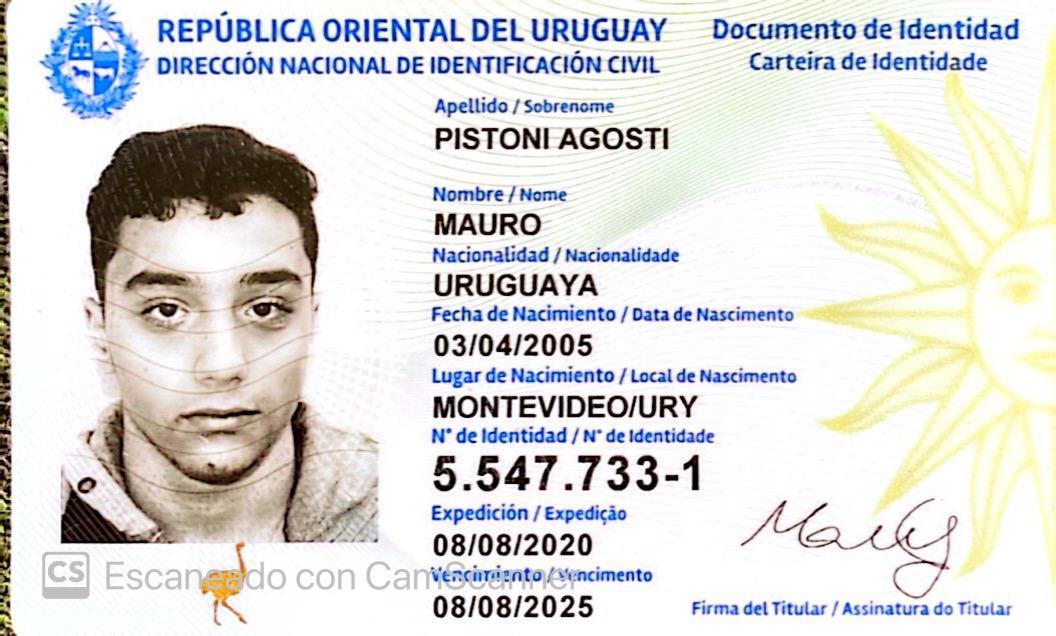 REPÚBLICA ORIENTAL DEL URUGUAY
DIRECCIÓN NACIONAL DE IDENTIFICACIÓN CIVIL
Documento de Identidad
Carteira de Identidade
Apellido / Sobrenome
PISTONI AGOSTI
Nombre / Nome
MAURO
Nacionalidad / Nacionalidade
URUGUAYA
Fecha de Nacimiento / Data de Nascimento
03/04/2005
Lugar de Nacimiento / Local de Nascimento
MONTEVIDEO/URY
N° de Identidad / N° de Identidade
5.547.733-1
Expedición / Expedição
08/08/2020
Vencimiento / Vencimento
08/08/2025
Firma del Titular / Assinatura do Titular
CS Escaneado con CamScanner